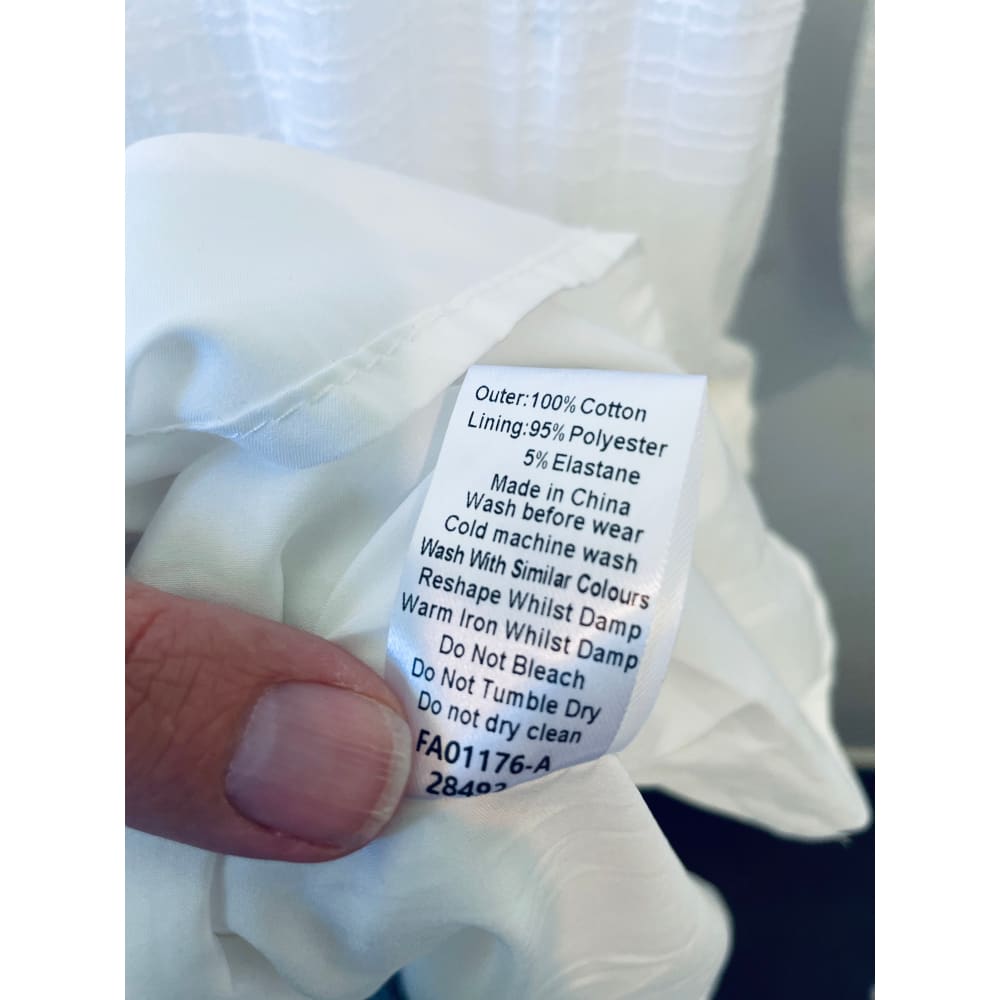 Outer:100% Cotton
Lining:95% Polyester
5% Elastane
Made in China
Wash before wear
Cold machine wash
Wash With Similar Colours
Reshape Whilst Damp
Warm Iron Whilst Damp
Do Not Bleach
Do Not Tumble Dry
Do not dry clean
FA01176-A